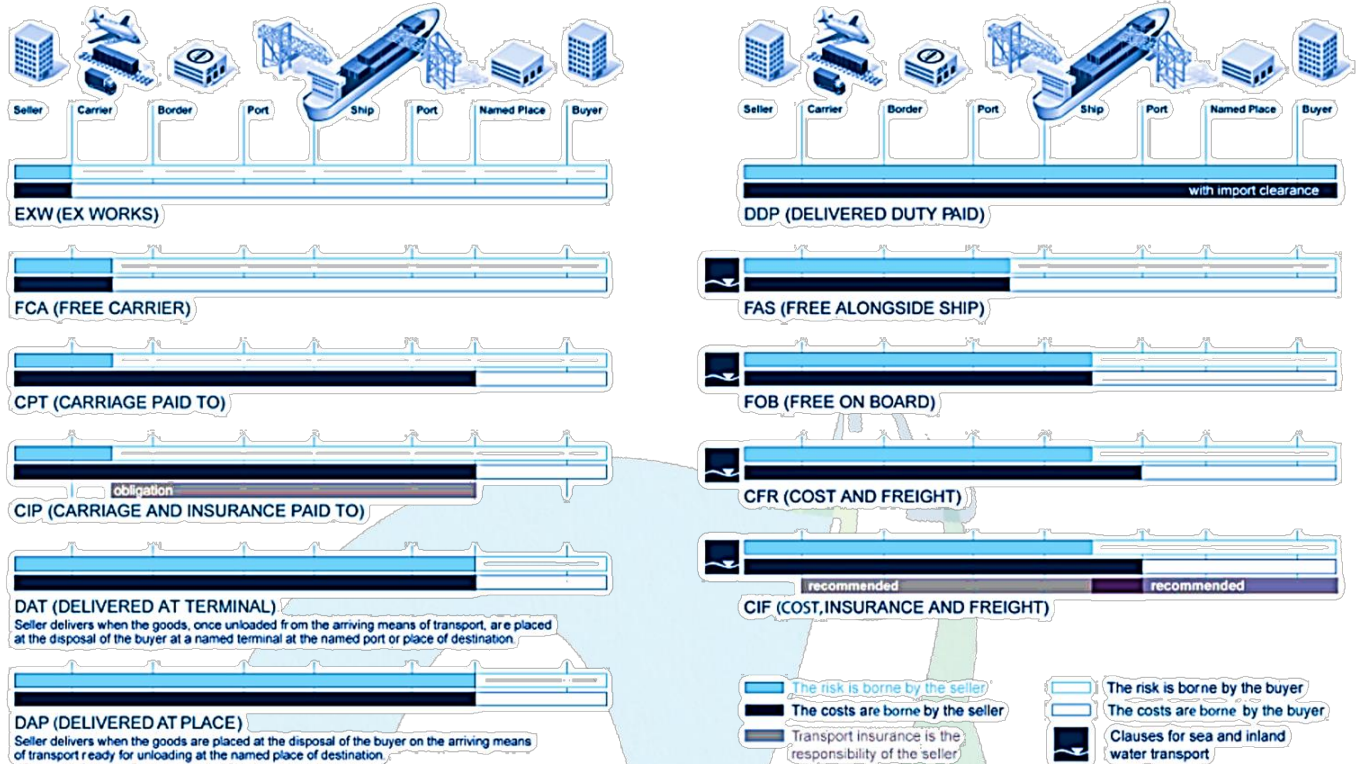 Seller Carrier Border Port Ship Port Named Place Buyer
EXW (EX WORKS)
FCA (FREE CARRIER)
CPT (CARRIAGE PAID TO)
obligation
CIP (CARRIAGE AND INSURANCE PAID TO)
DAT (DELIVERED AT TERMINAL)
Seller delivers when the goods, once unloaded from the arriving means of transport, are placed
at the disposal of the buyer at a named terminal at the named port or place of destination.
DAP (DELIVERED AT PLACE)
Seller delivers when the goods are placed at the disposal of the buyer on the arriving means
of transport ready for unloading at the named place of destination.
Seller Carrier Border Port Ship Port Named Place Buyer
with import clearance
DDP (DELIVERED DUTY PAID)
FAS (FREE ALONGSIDE SHIP)
FOB (FREE ON BOARD)
CFR (COST AND FREIGHT)
recommended recommended
CIF (COST,INSURANCE AND FREIGHT)
The risk is borne by the seller
The costs are borne by the seller
Transport insurance is the
responsibility of the seller
The risk is borne by the buyer
The costs are borne by the buyer
Clauses for sea and inland
water transport